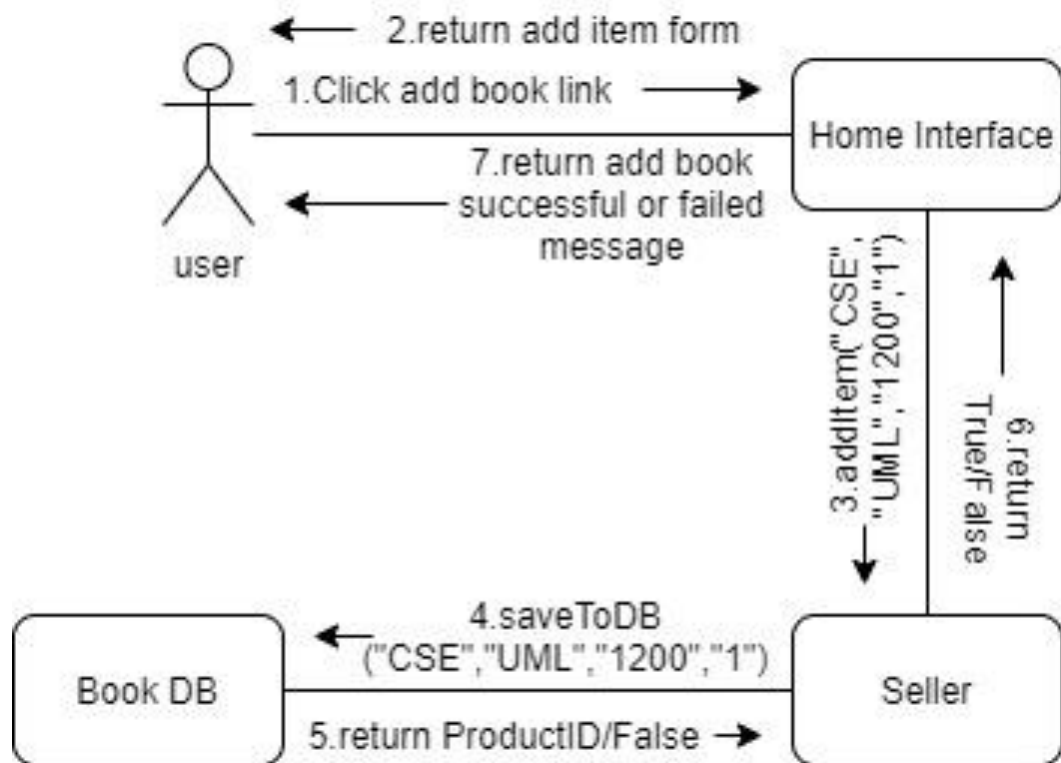 2.return add item form
1.Click add book link
Home Interface
7.return add book
successful or failed
message
user
3.addItem("CSE",
"UML","1200","1")
6.return
True/False
4.saveToDB
("CSE","UML","1200","1")
Book DB
Seller
5.return ProductID/False